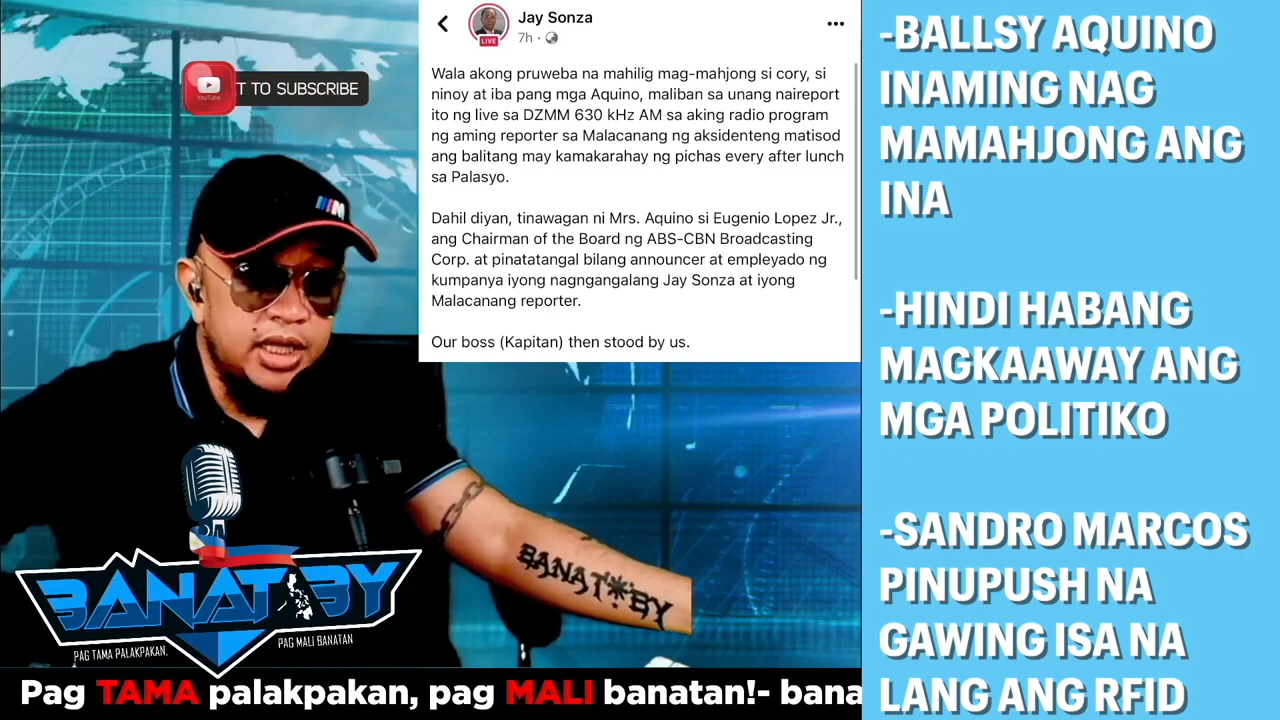 Jay Sonza
LIVE
7h
Wala akong pruweba na mahilig mag-mahjong si cory, si
ninoy at iba pang mga Aquino, maliban sa unang naireport
ito ng live sa DZMM 630 kHz AM sa aking radio program
ng aming reporter sa Malacanang ng aksidenteng matisod
ang balitang may kamakarahay ng pichas every after lunch
sa Palasyo.
Dahil diyan, tinawagan ni Mrs. Aquino si Eugenio Lopez Jr.,
ang Chairman of the Board ng ABS-CBN Broadcasting
Corp. at pinatatangal bilang announcer at empleyado ng
kumpanya iyong nagngangalang Jay Sonza at iyong
Malacanang reporter.
Our boss (Kapitan) then stood by us.
YouTube
T TO SUBSCRIBE
M
BANAT BY
BANAT BY
PAG TAMA PALAKPAKAN.
PAG MALI BANATAN
Pag TAMA palakpakan, pag MALI banatan!- bana
-BALLSY AQUINO
INAMING NAG
MAMAHJONG ANG
INA
-HINDI HABANG
MAGKAAWAY ANG
MGA POLITIKO
-SANDRO MARCOS
PINUPUSH NA
GAWING ISA NA
LANG ANG RFID